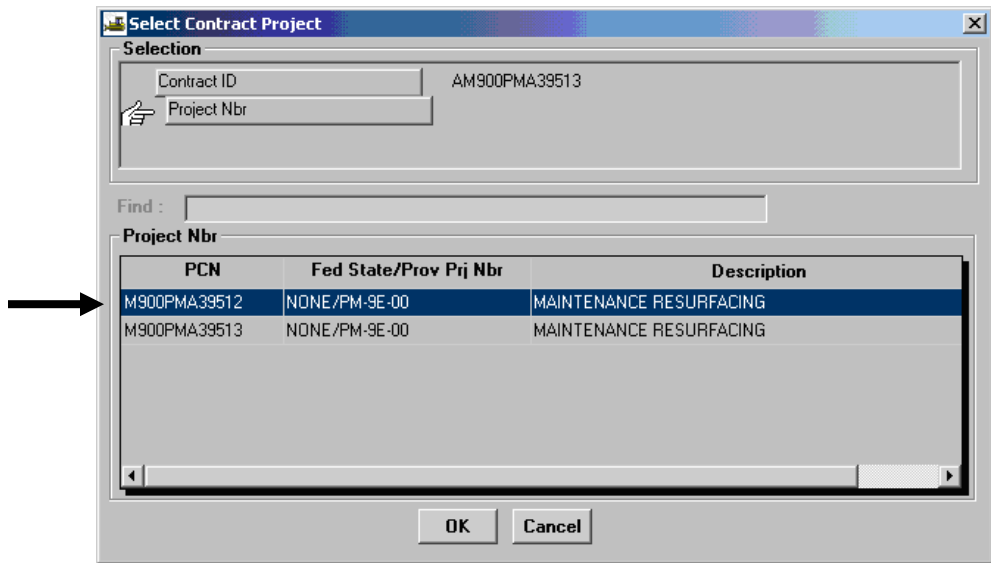 Select Contract Project
Selection
Contract ID AM900PMA39513
Project Nbr
Find :
Project Nbr
PCN Fed State/Prov Prj Nbr Description
M900PMA39512 NONE/PM-9E-00 MAINTENANCE RESURFACING
M900PMA39513 NONE/PM-9E-00 MAINTENANCE RESURFACING
OK Cancel